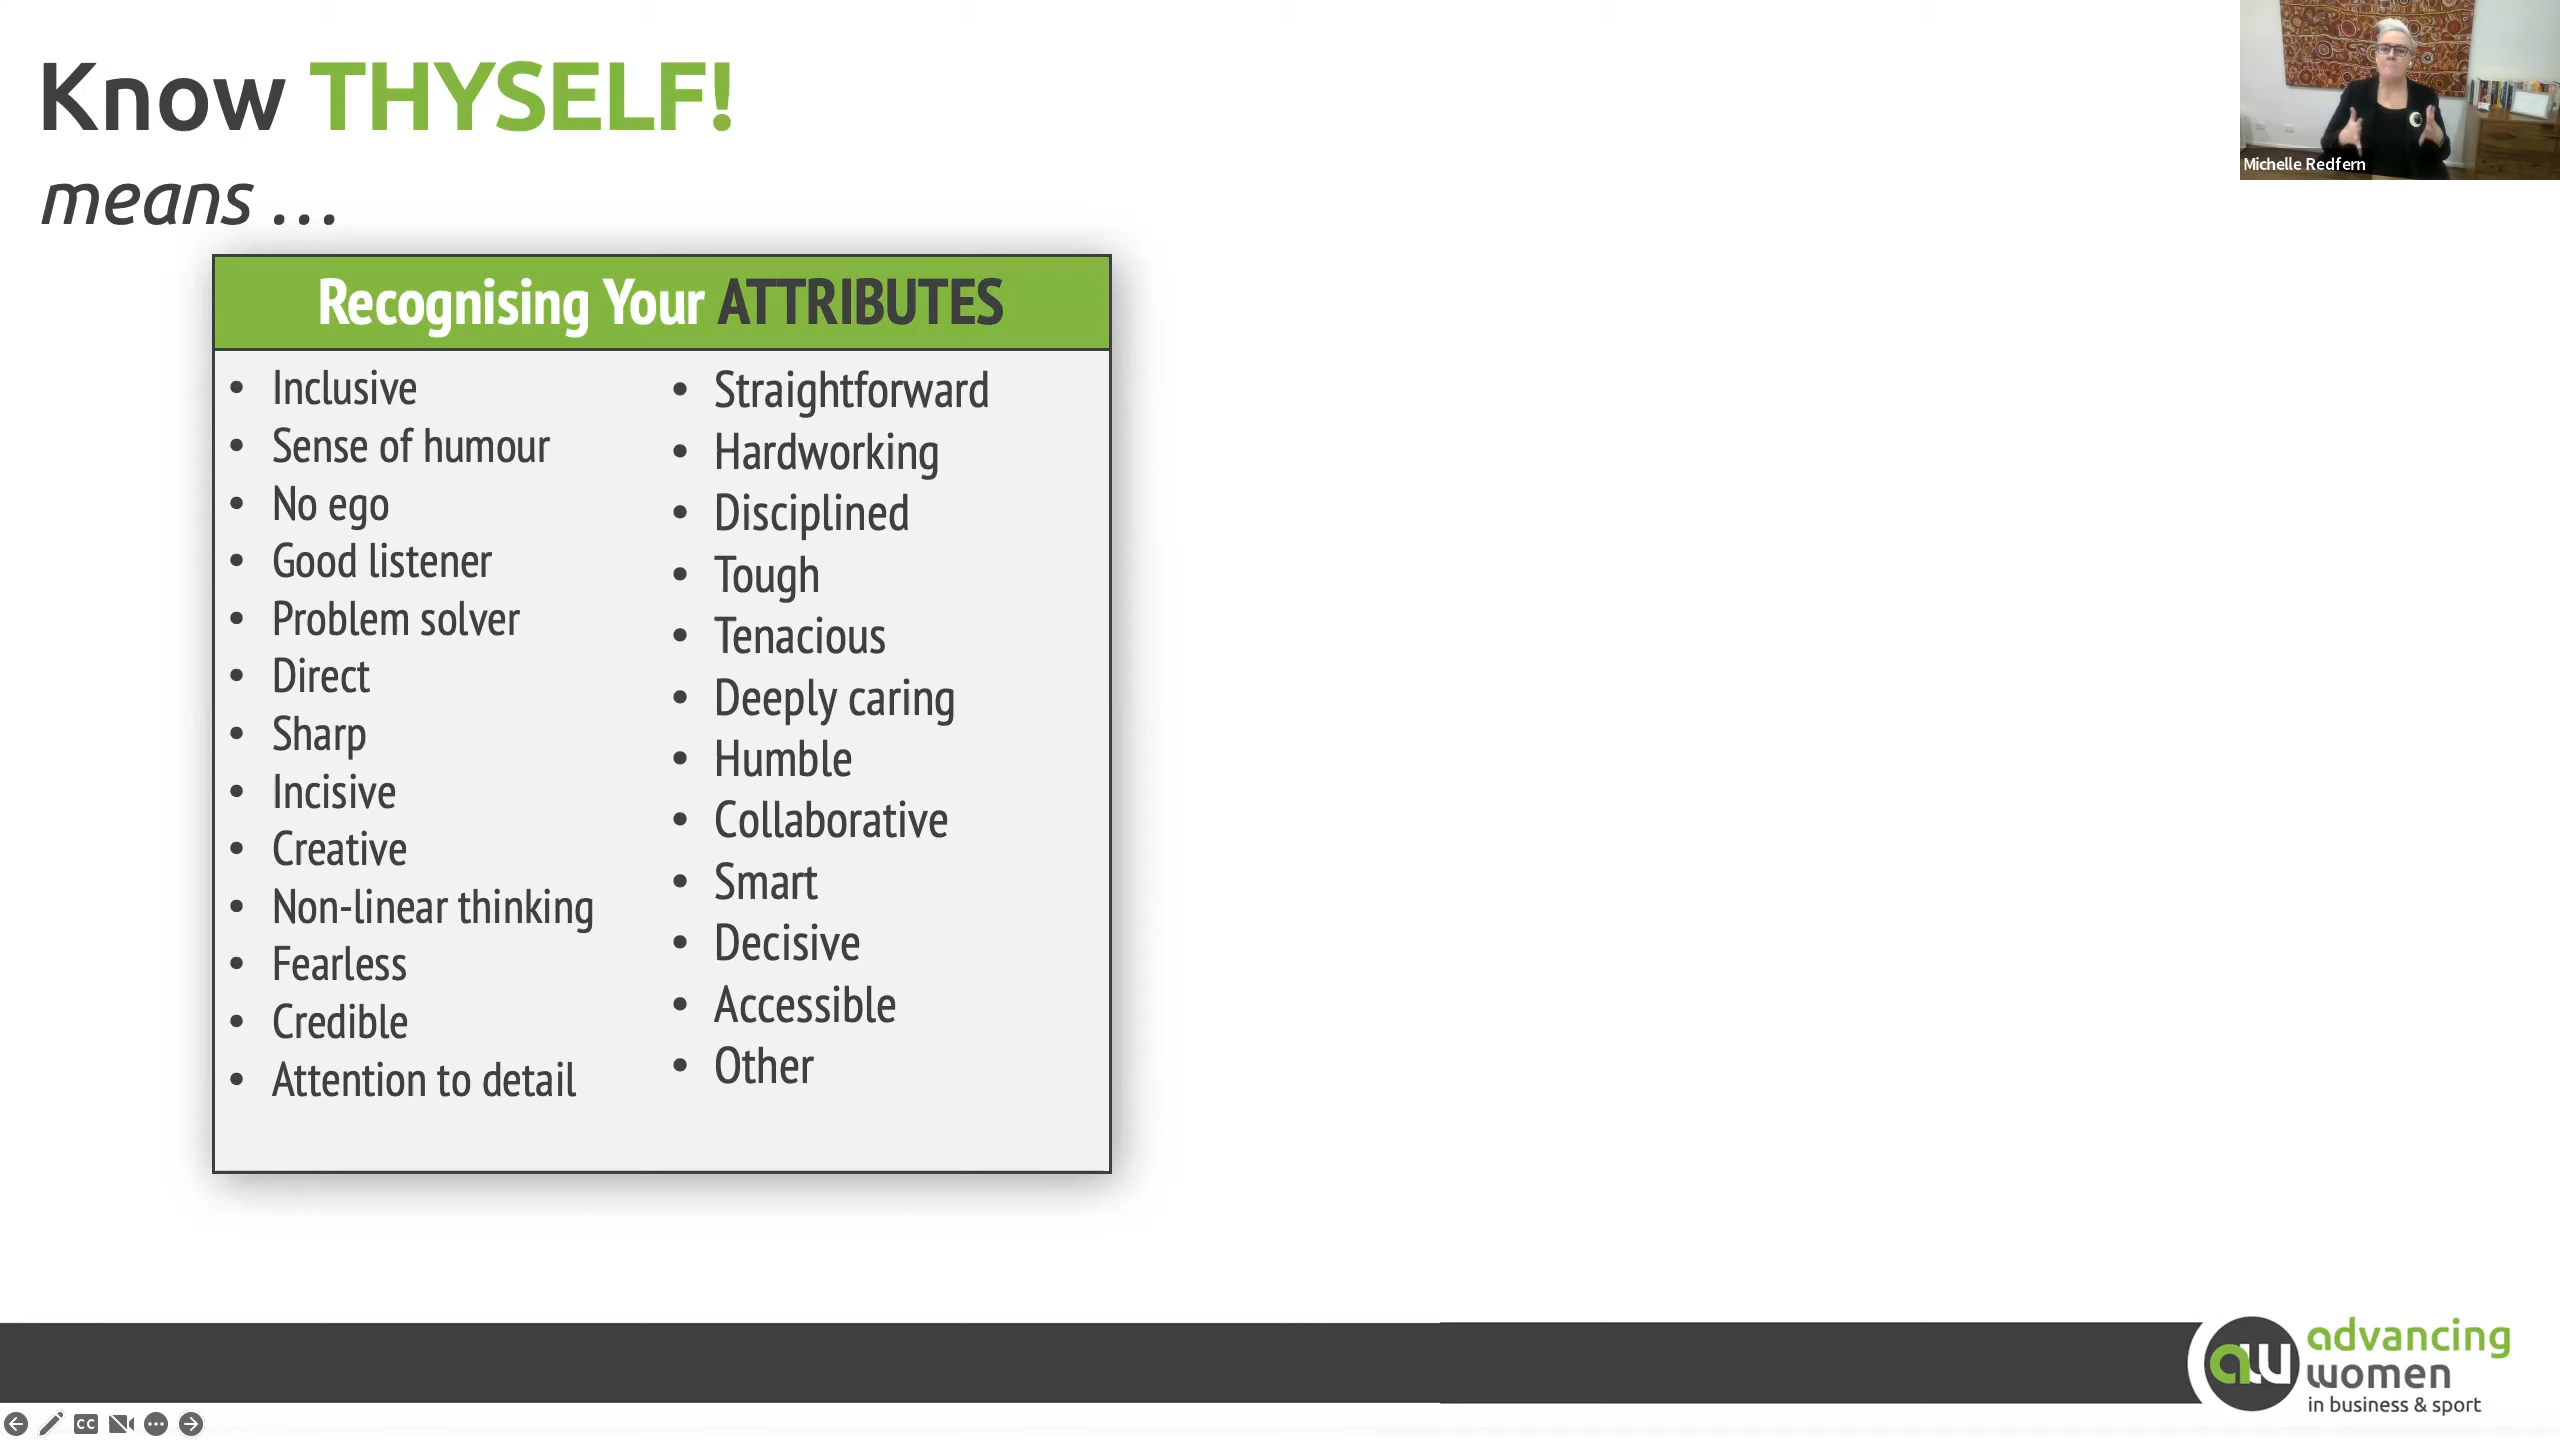 Know THYSELF!
means ...
Michelle Redfern
Recognising Your ATTRIBUTES
• Inclusive
• Sense of humour
• No ego
• Good listener
• Problem solver
• Direct
• Sharp
• Incisive
• Creative
• Non-linear thinking
• Fearless
• Credible
• Attention to detail
• Straightforward
• Hardworking
• Disciplined
• Tough
• Tenacious
• Deeply caring
• Humble
• Collaborative
• Smart
• Decisive
• Accessible
• Other
aw
advancing
women
in business & sport
CC